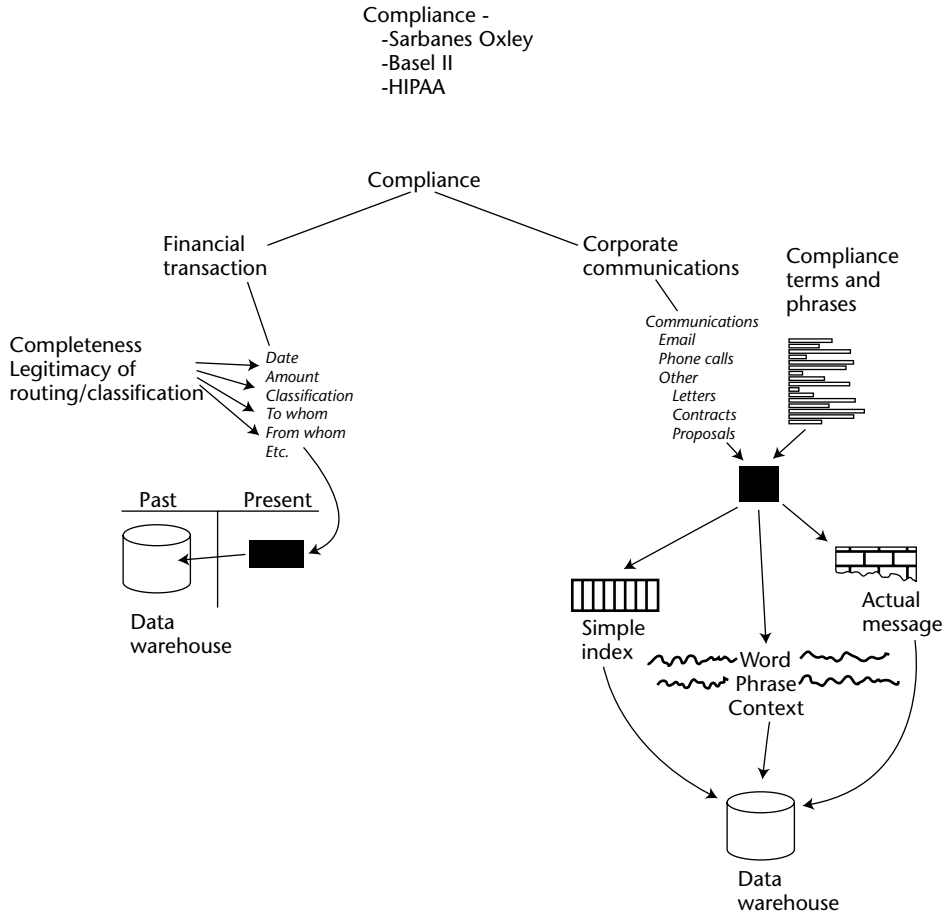 Compliance -
-Sarbanes Oxley
-Basel II
-HIPAA
Compliance
Financial
transaction
Completeness
Legitimacy of
routing/classification
Date
Amount
Classification
To whom
From whom
Etc.
Past
Present
Data
warehouse
Corporate
communications
Communications
Email
Phone calls
Other
Letters
Contracts
Proposals
Compliance
terms and
phrases
Simple
index
Word
Phrase
Context
Actual
message
Data
warehouse